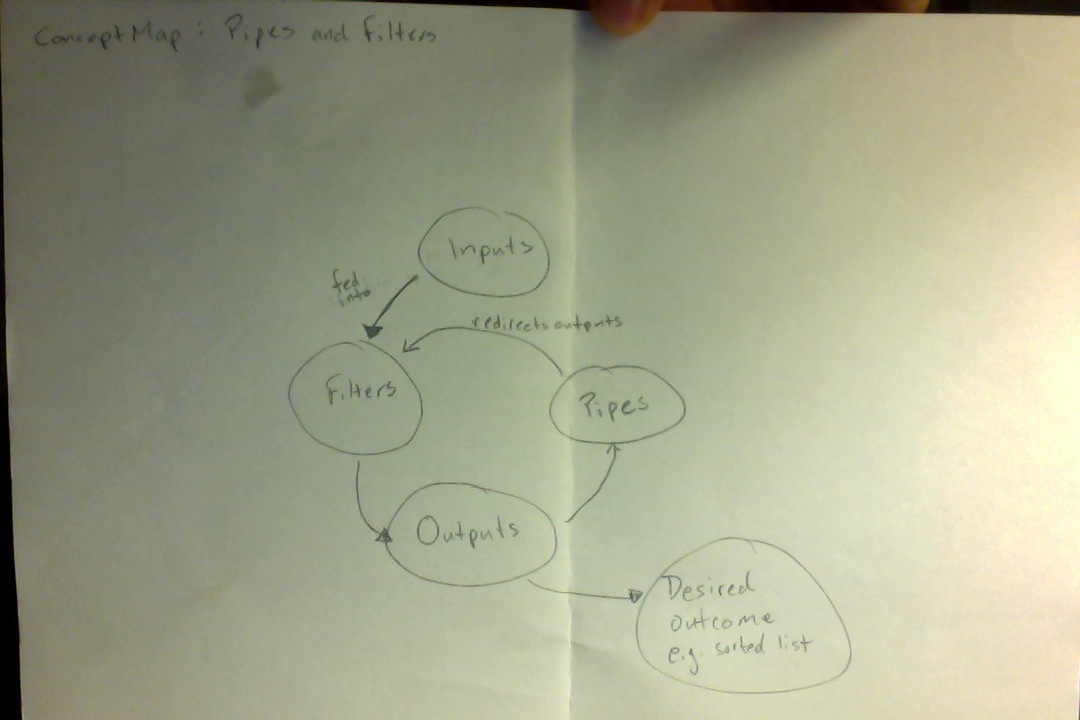 Concept Map: Pipes and Filters
Inputs
fed
into
redirects outputs
Filters
Pipes
Outputs
Desired
outcome
e.g. sorted list